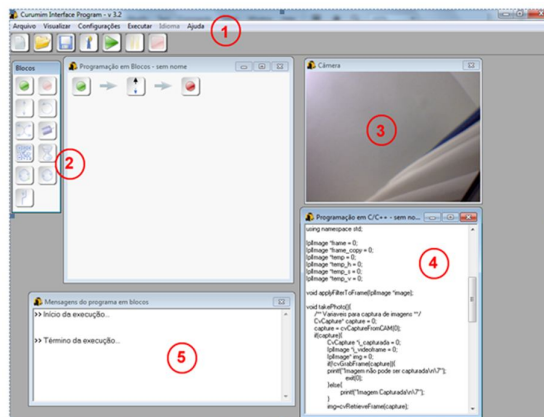 Curumim Interface Program - v 3.2
Arquivo Visualizar Configurações Executar Idioma Ajuda
1
Blocos
Programação em Blocos - sem nome
Câmera
2
3
Programação em C/C++ - sem no...
using namespace std;
IplImage *frame = 0;
IplImage *frame_copy = 0;
IplImage *temp = 0;
IplImage *temp_h = 0;
IplImage *temp_s = 0;
IplImage *temp_v = 0;
4
void applyFilterToFrame(IplImage *image);
void takePhoto(){
/** Variaveis para captura de imagens **/
CvCapture* capture = 0;
capture = cvCaptureFromCAM(0);
if(capture){
CvCapture *i_capturada = 0;
IplImage *i_videoframe = 0;
IplImage* img = 0;
if(!cvGrabFrame(capture)){
printf("Imagem não pode ser capturada\n\7");
exit(0);
}else{
printf("Imagem Capturada\n\7");
}
img=cvRetrieveFrame(capture);
Mensagens do programa em blocos
>> Início da execução...
>> Término da execução...
5